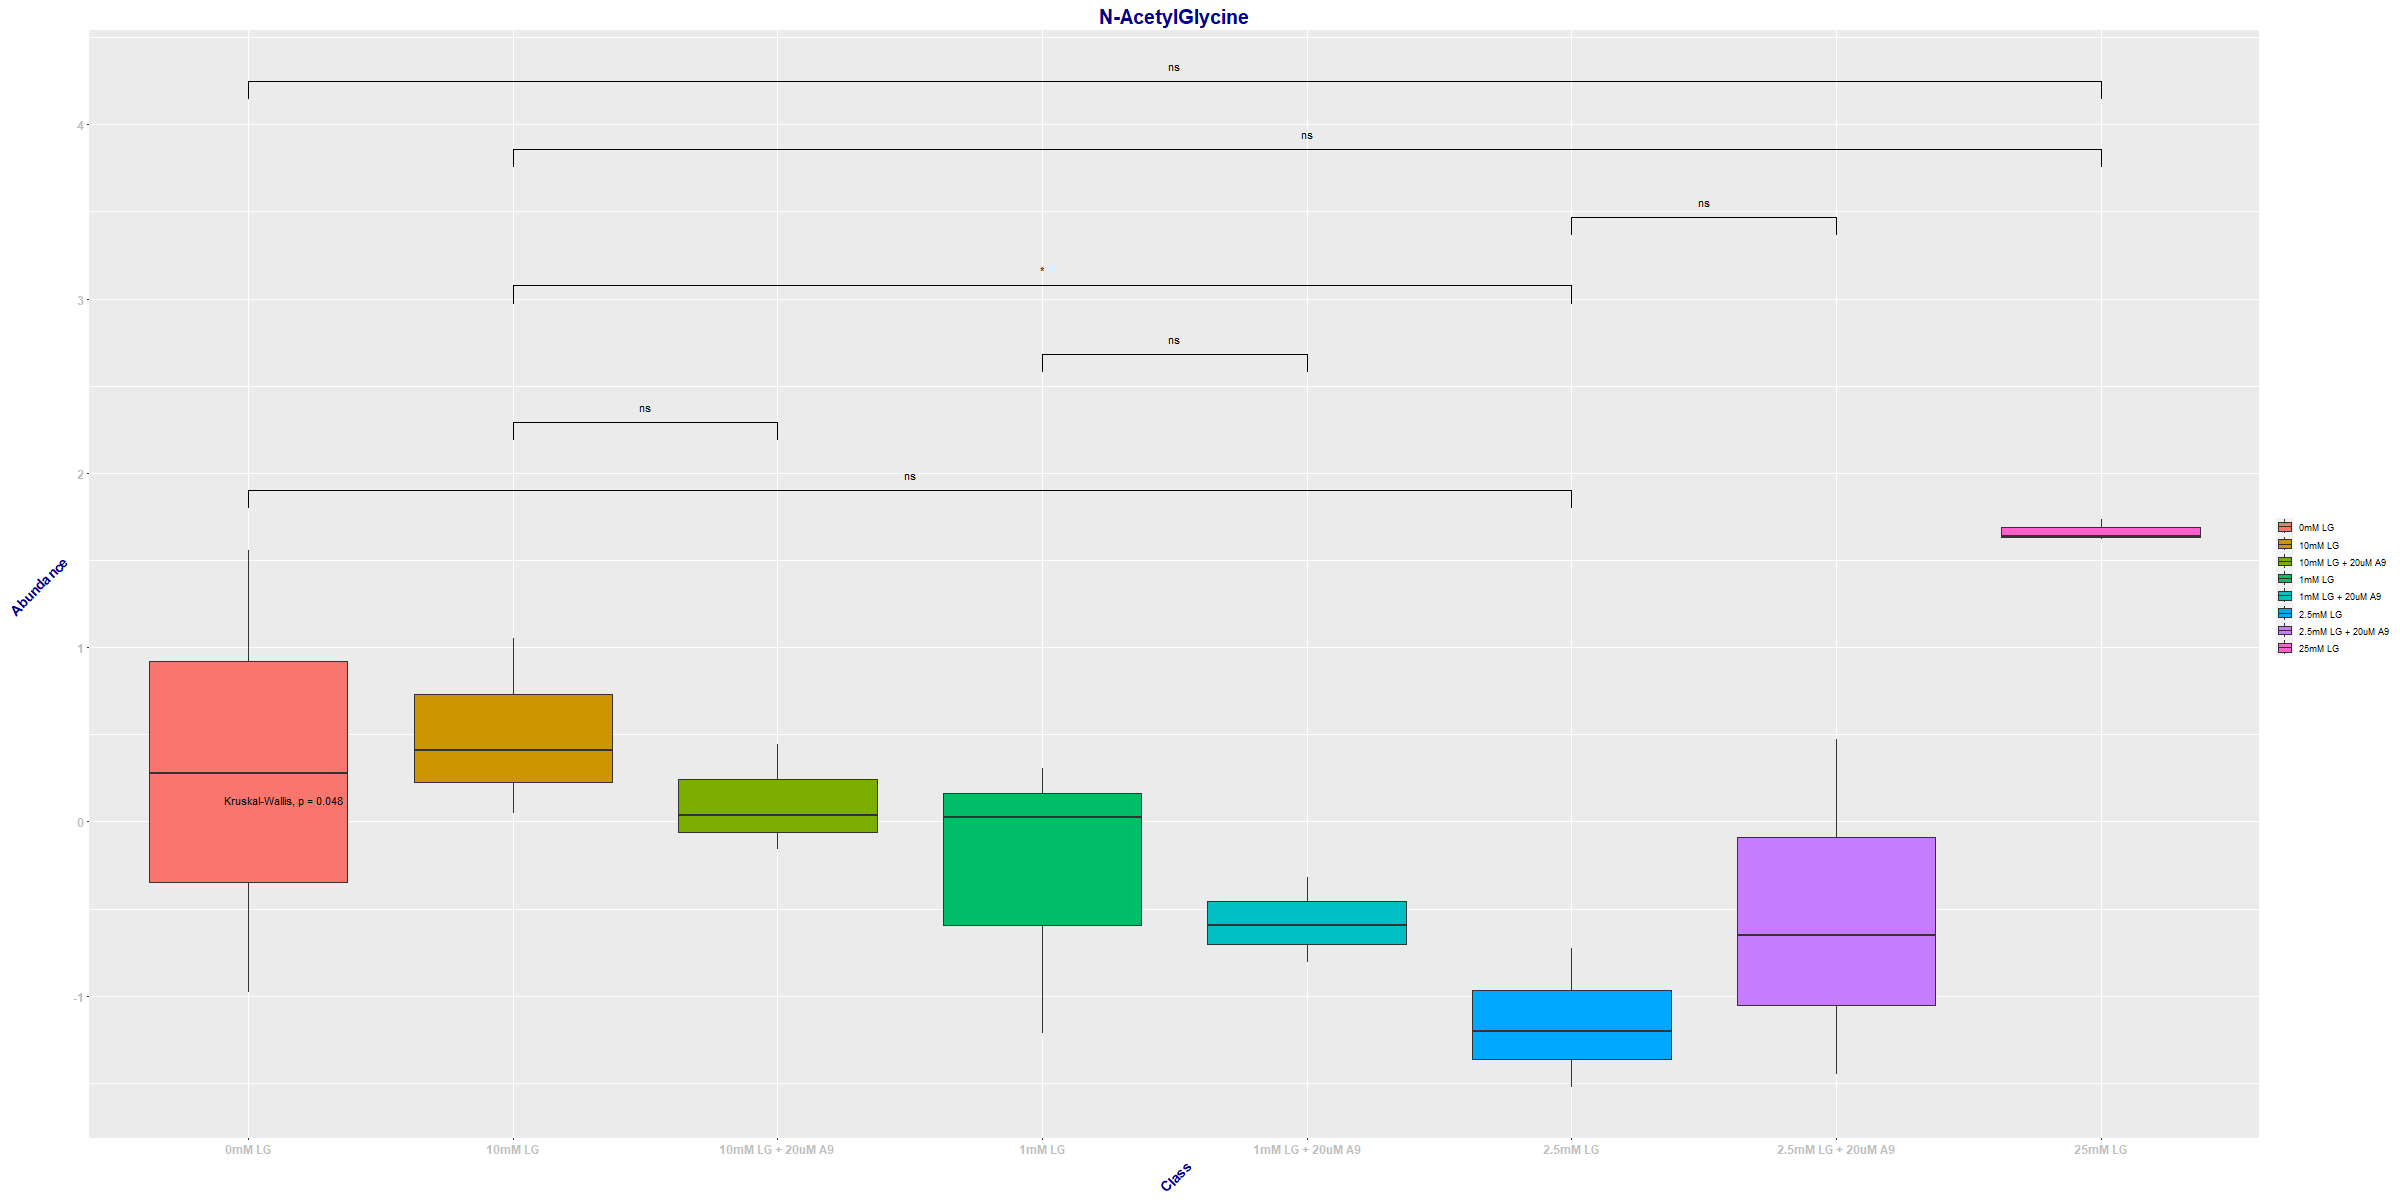 N-AcetylGlycine
ns
4
ns
ns
*
3
ns
ns
2
ns
Abundance
1
Kruskal-Wallis, p = 0.048
0
-1
0mM LG
10mM LG
10mM LG + 20uM A9
1mM LG
1mM LG + 20uM A9
2.5mM LG
2.5mM LG + 20uM A9
25mM LG
Class
0mM LG
10mM LG
10mM LG + 20uM A9
1mM LG
1mM LG + 20uM A9
2.5mM LG
2.5mM LG + 20uM A9
25mM LG